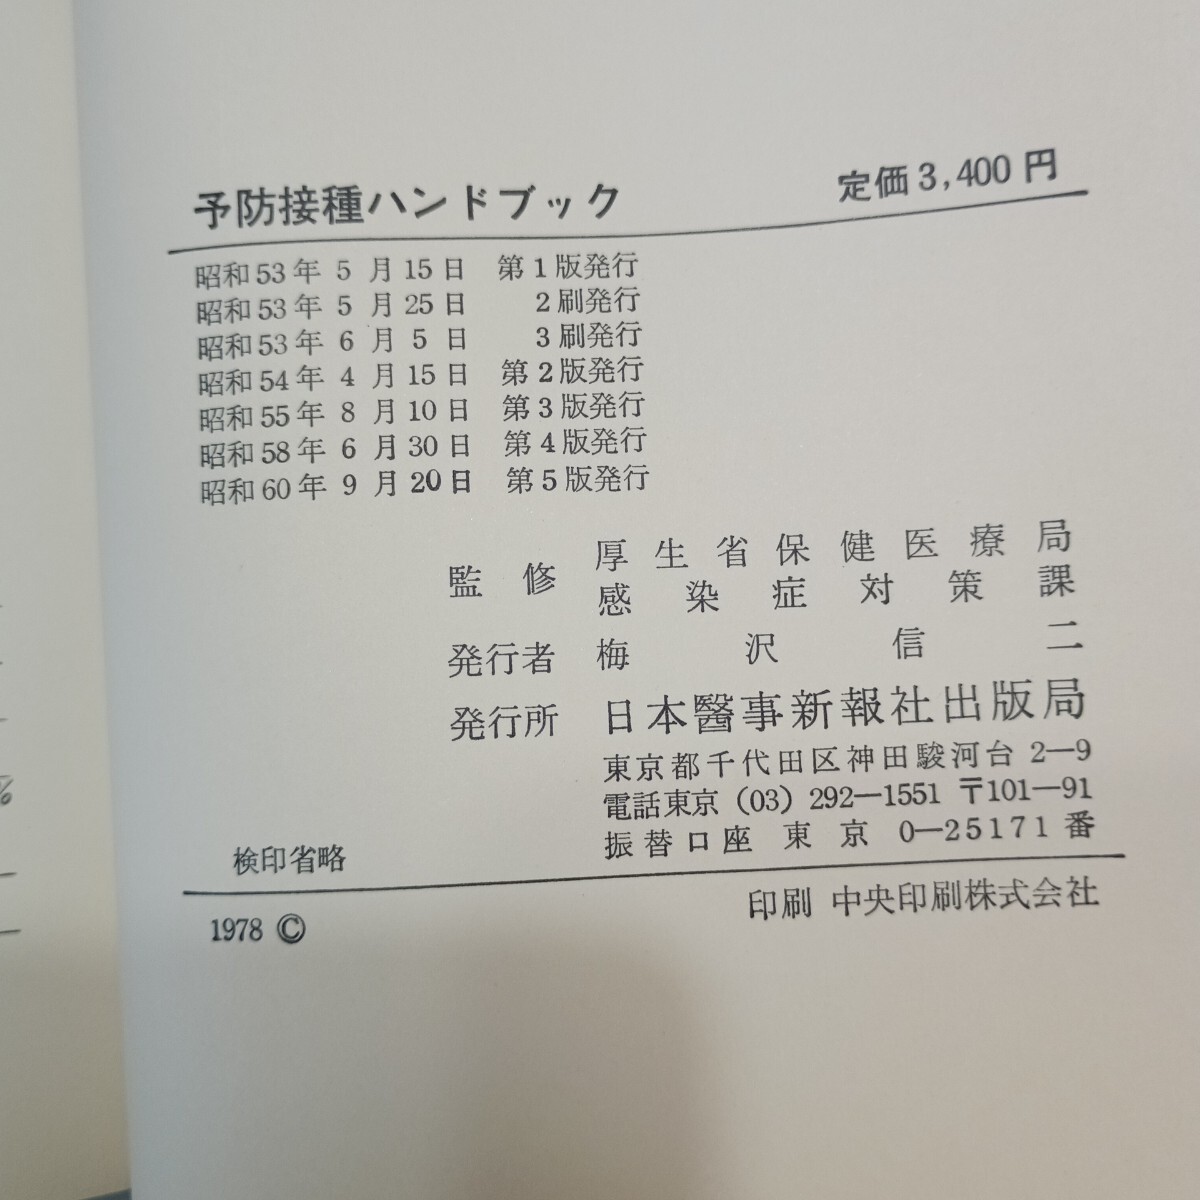 予防接種ハンドブック 定価3,400円
昭和53年 5月15日 第1版発行
昭和53年 5月25日 2刷発行
昭和53年 6月 5日 3刷発行
昭和54年 4月15日 第2版発行
昭和55年 8月10日 第3版発行
昭和58年 6月30日 第4版発行
昭和60年 9月20日 第5版発行
監修 厚生省保健医療局
感染症対策課
発行者 梅沢信二
発行所 日本醫事新報社出版局
東京都千代田区神田駿河台 2―9
電話東京 (03) 292―1551 〒101―91
振替口座 東京 0―25171番
検印省略
1978 ©
印刷 中央印刷株式会社
%